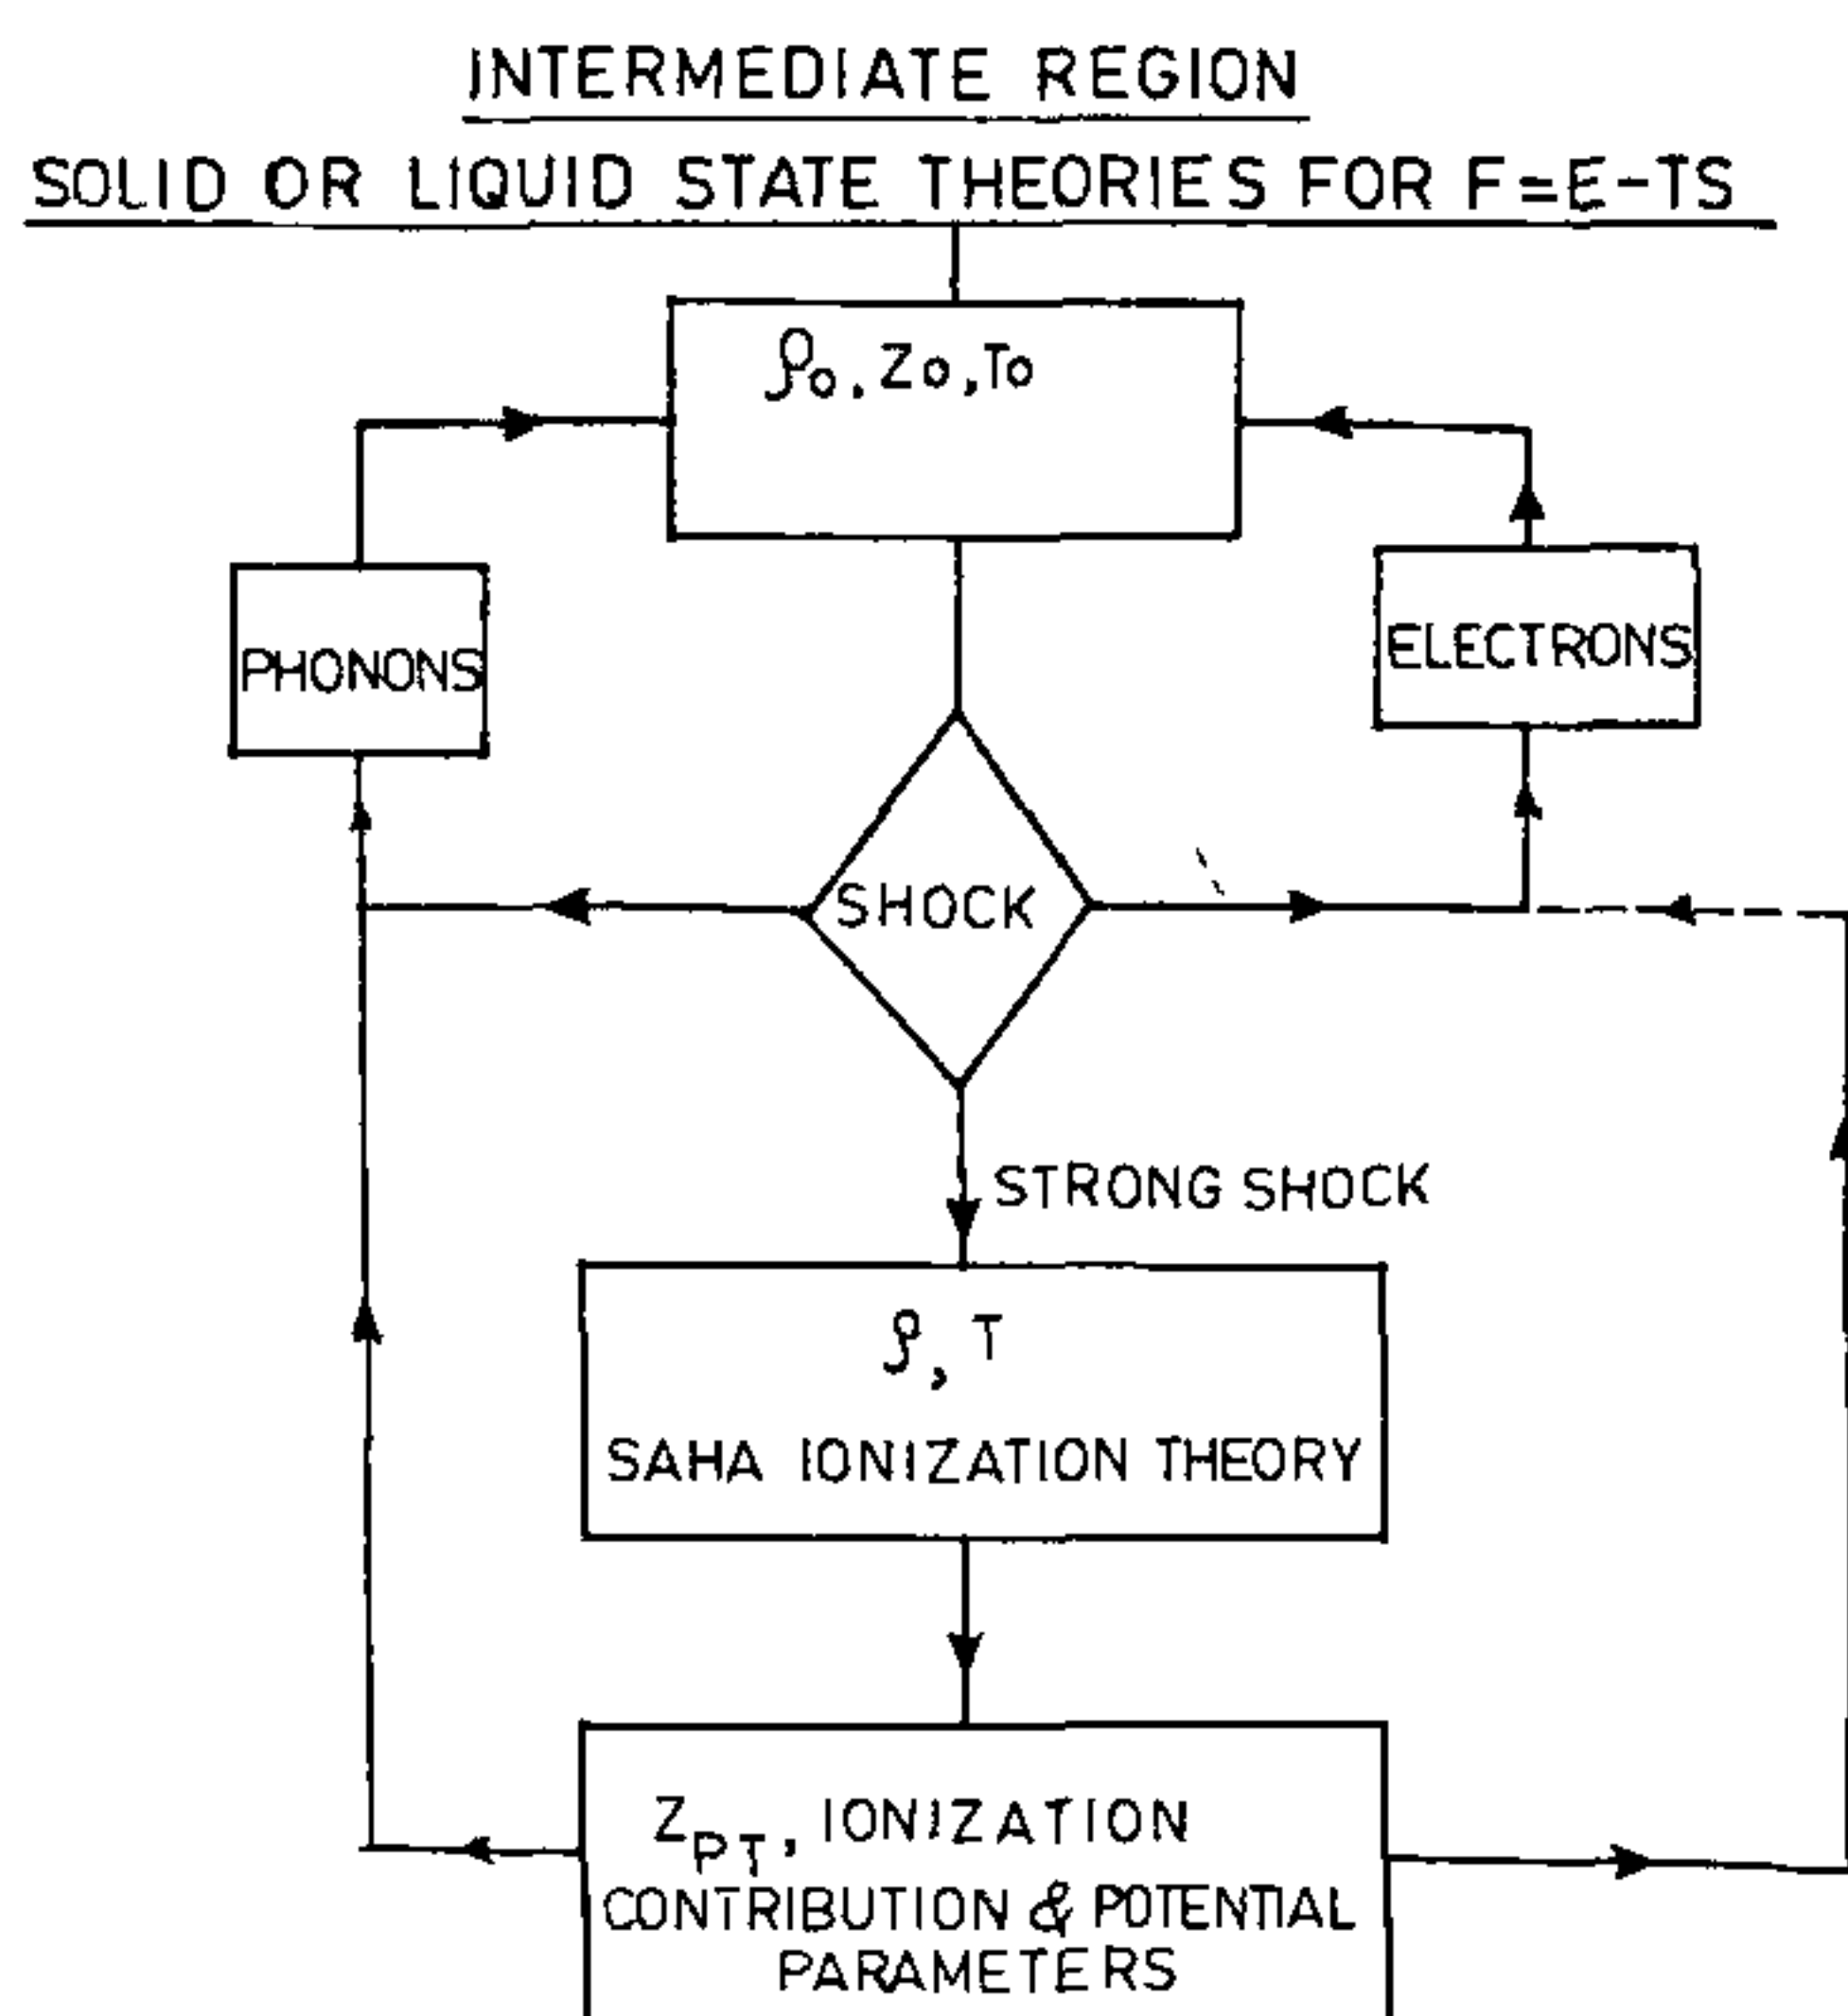 INTERMEDIATE REGION
SOLID OR LIQUID STATE THEORIES FOR F=E-TS
ρ₀, Z₀, T₀
PHONONS
ELECTRONS
SHOCK
STRONG SHOCK
ρ, T
SAHA IONIZATION THEORY
Z_PT, IONIZATION
CONTRIBUTION & POTENTIAL
PARAMETERS